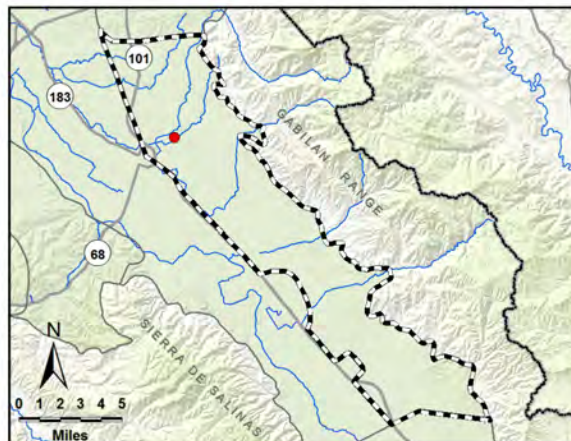 101
183
GABILAN RANGE
68
SIERRA DE SALINAS
N
0 1 2 3 4 5
Miles